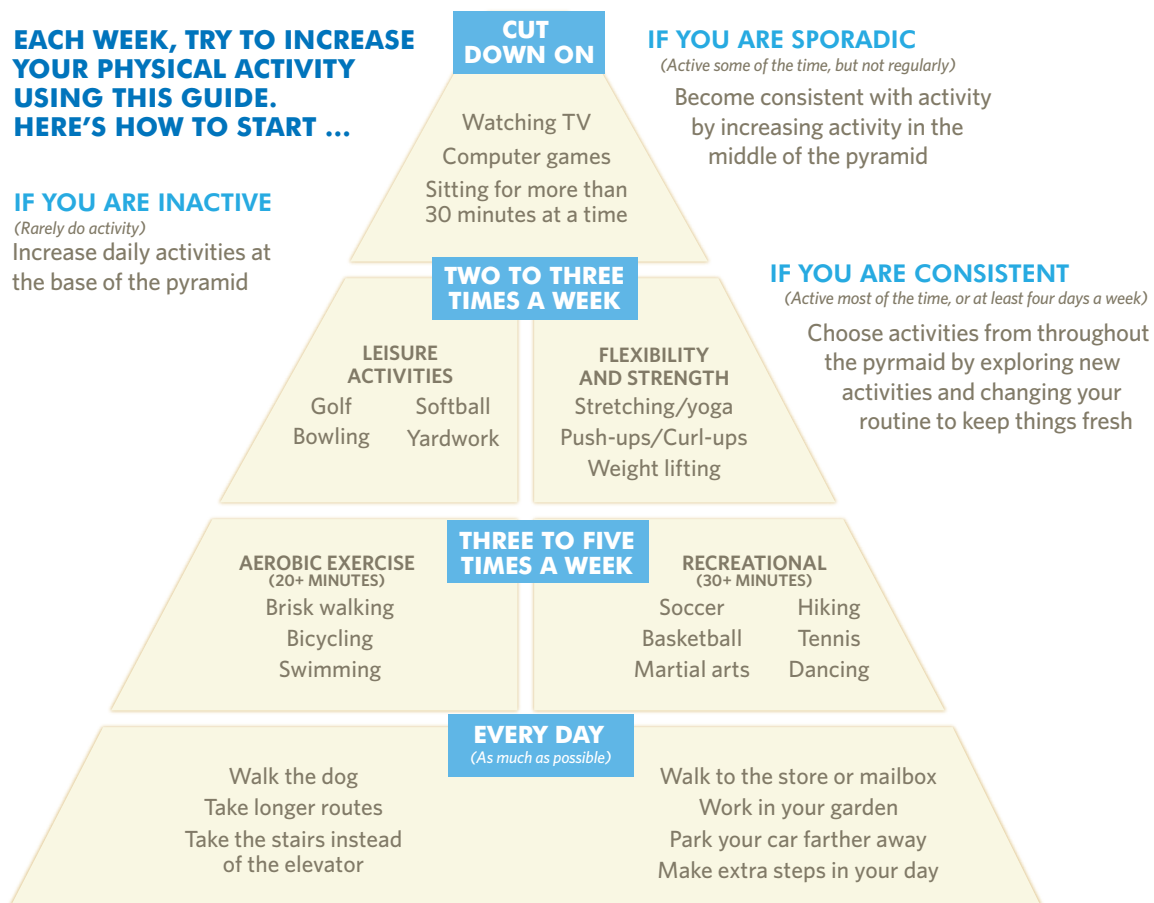 EACH WEEK, TRY TO INCREASE
YOUR PHYSICAL ACTIVITY
USING THIS GUIDE.
HERE'S HOW TO START ...
IF YOU ARE INACTIVE
(Rarely do activity)
Increase daily activities at
the base of the pyramid
IF YOU ARE SPORADIC
(Active some of the time, but not regularly)
Become consistent with activity
by increasing activity in the
middle of the pyramid
IF YOU ARE CONSISTENT
(Active most of the time, or at least four days a week)
Choose activities from throughout
the pyrmaid by exploring new
activities and changing your
routine to keep things fresh
CUT
DOWN ON
Watching TV
Computer games
Sitting for more than
30 minutes at a time
TWO TO THREE
TIMES A WEEK
LEISURE
ACTIVITIES
Golf Softball
Bowling Yardwork
FLEXIBILITY
AND STRENGTH
Stretching/yoga
Push-ups/Curl-ups
Weight lifting
THREE TO FIVE
TIMES A WEEK
AEROBIC EXERCISE
(20+ MINUTES)
Brisk walking
Bicycling
Swimming
RECREATIONAL
(30+ MINUTES)
Soccer Hiking
Basketball Tennis
Martial arts Dancing
EVERY DAY
(As much as possible)
Walk the dog
Take longer routes
Take the stairs instead
of the elevator
Walk to the store or mailbox
Work in your garden
Park your car farther away
Make extra steps in your day